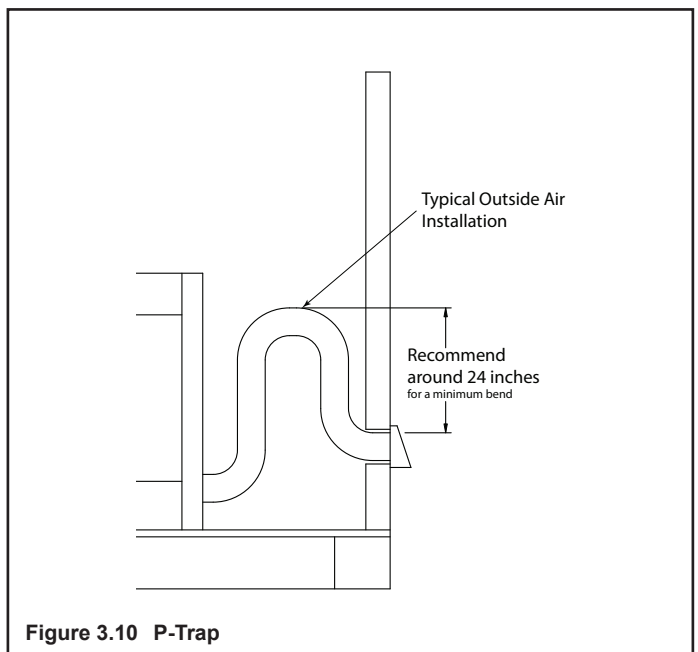 Typical Outside Air
Installation
Recommend
around 24 inches
for a minimum bend
Figure 3.10 P-Trap